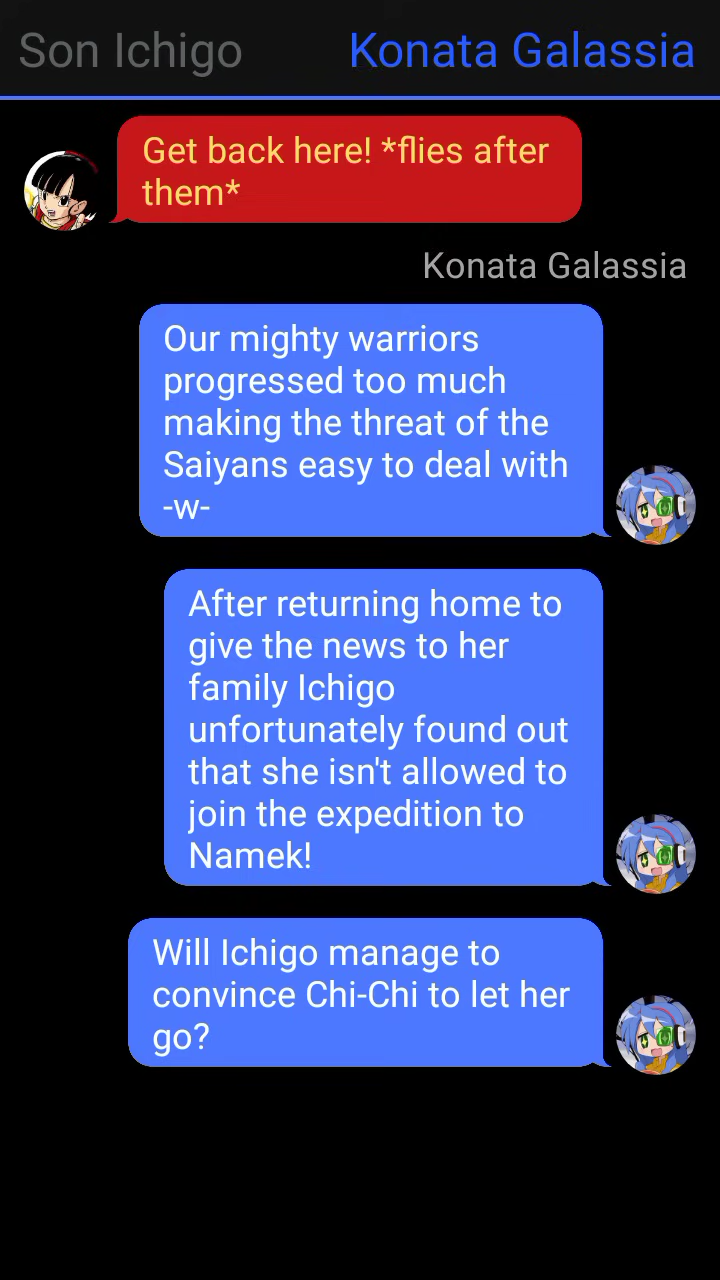 Son Ichigo Konata Galassia
Get back here! *flies after
them*
Konata Galassia
Our mighty warriors
progressed too much
making the threat of the
Saiyans easy to deal with
-w-
After returning home to
give the news to her
family Ichigo
unfortunately found out
that she isn't allowed to
join the expedition to
Namek!
Will Ichigo manage to
convince Chi-Chi to let her
go?